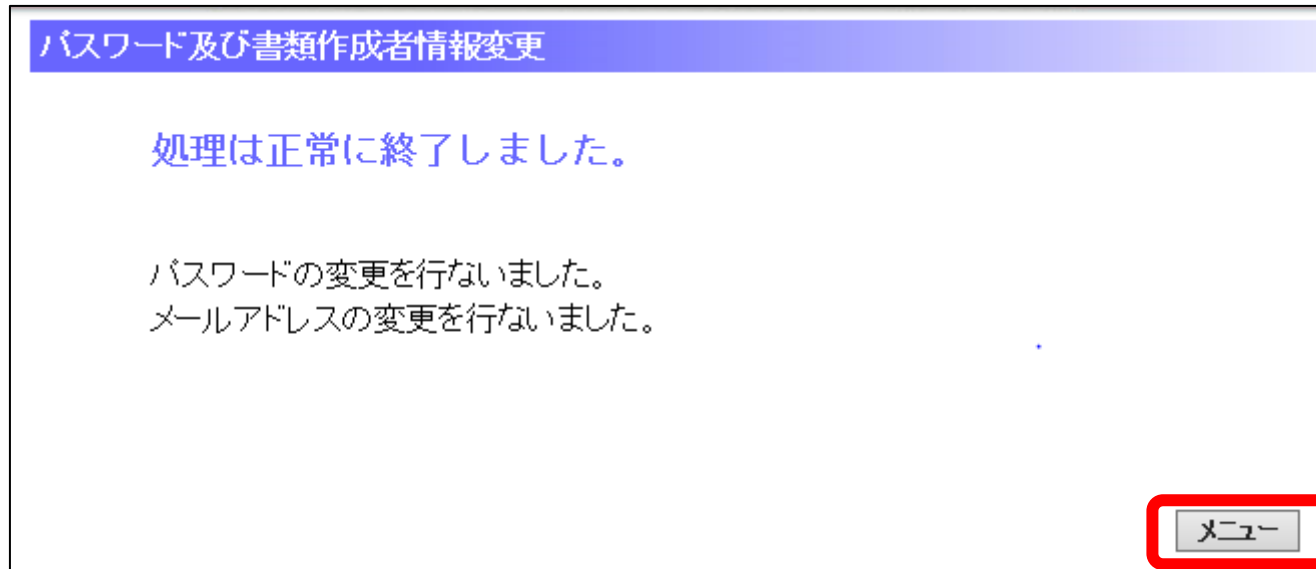 パスワード及び書類作成者情報変更
処理は正常に終了しました。
パスワードの変更を行ないました。
メールアドレスの変更を行ないました。
メニュー